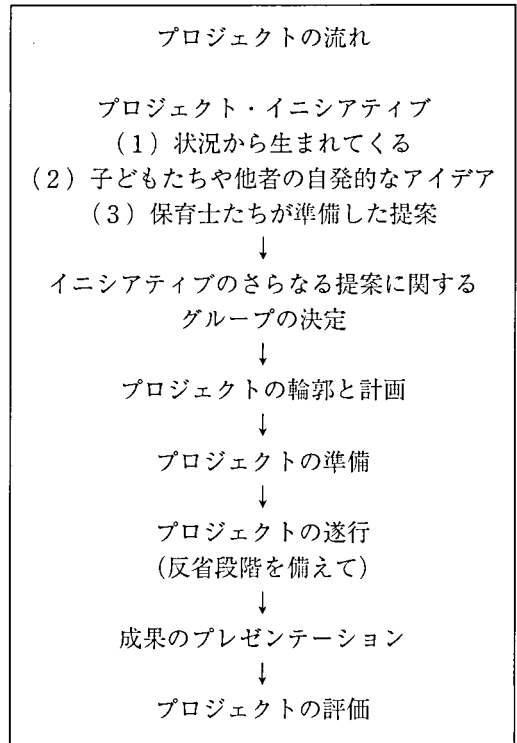 プロジェクトの流れ
プロジェクト・イニシアティブ
(1)状況から生まれてくる
(2)子どもたちや他者の自発的なアイデア
(3)保育士たちが準備した提案
↓
イニシアティブのさらなる提案に関する
グループの決定
↓
プロジェクトの輪郭と計画
↓
プロジェクトの準備
↓
プロジェクトの遂行
(反省段階を備えて)
↓
成果のプレゼンテーション
↓
プロジェクトの評価